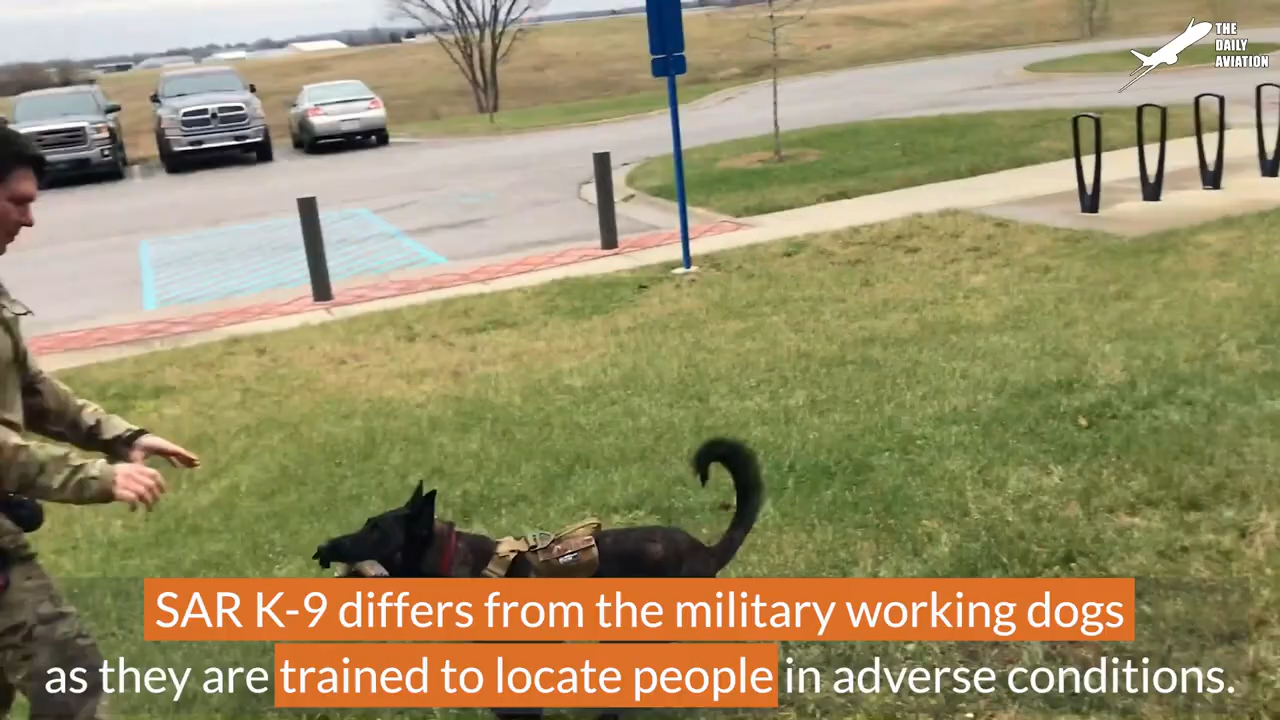 THE
DAILY
AVIATION
SAR K-9 differs from the military working dogs
as they are trained to locate people in adverse conditions.